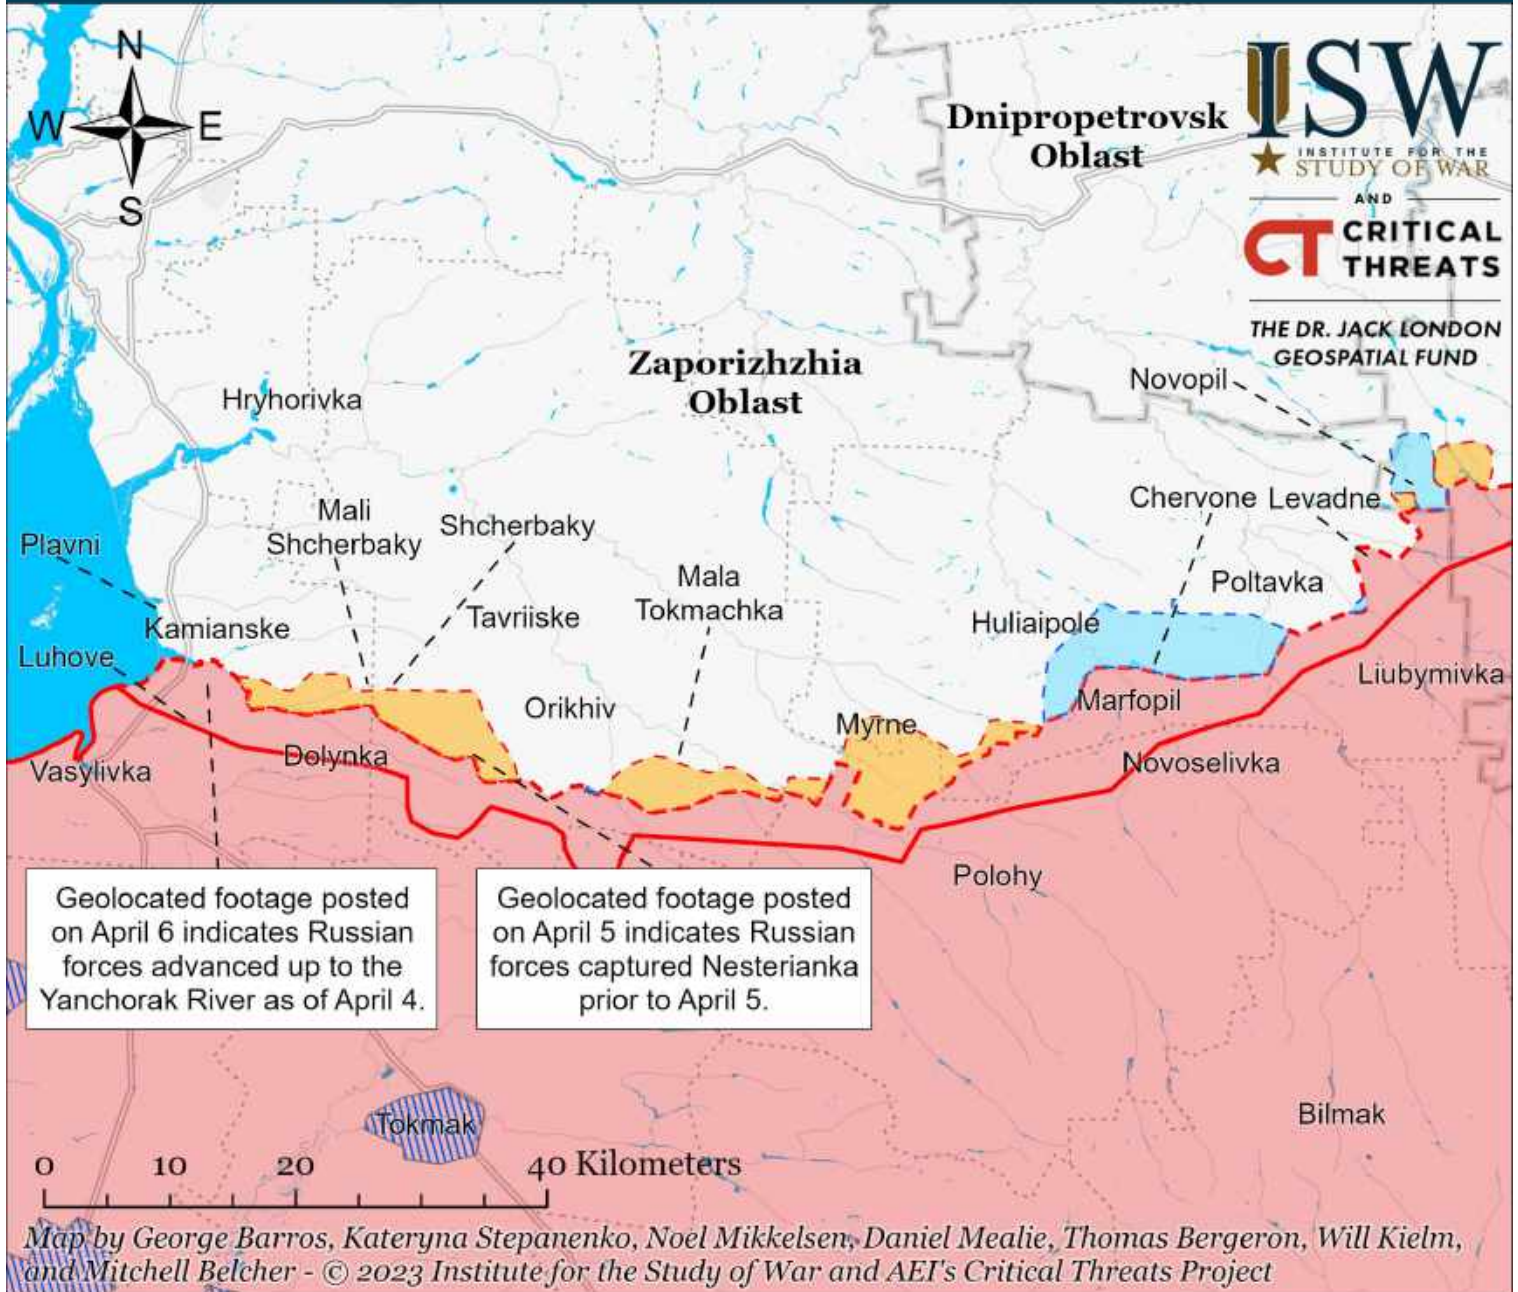 N
W
E
S
Dnipropetrovsk
Oblast
ISW
INSTITUTE FOR THE
STUDY OF WAR
AND
CT CRITICAL
THREATS
THE DR. JACK LONDON
GEOSPATIAL FUND
Zaporizhzhia
Oblast
Novopil
Hryhorivka
Mali
Shcherbaky
Shcherbaky
Chervone
Levadne
Plavni
Mala
Tokmachka
Poltavka
Tavriiske
Huliaipole
Kamianske
Luhove
Liubymivka
Orikhiv
Marfopil
Myrne
Dolynka
Vasylivka
Novoselivka
Polohy
Geolocated footage posted
on April 6 indicates Russian
forces advanced up to the
Yanchorak River as of April 4.
Geolocated footage posted
on April 5 indicates Russian
forces captured Nesterianka
prior to April 5.
Tokmak
Bilmak
0 10 20 40 Kilometers
Map by George Barros, Kateryna Stepanenko, Noel Mikkelsen, Daniel Mealie, Thomas Bergeron, Will Kielm,
and Mitchell Belcher - © 2023 Institute for the Study of War and AEI's Critical Threats Project